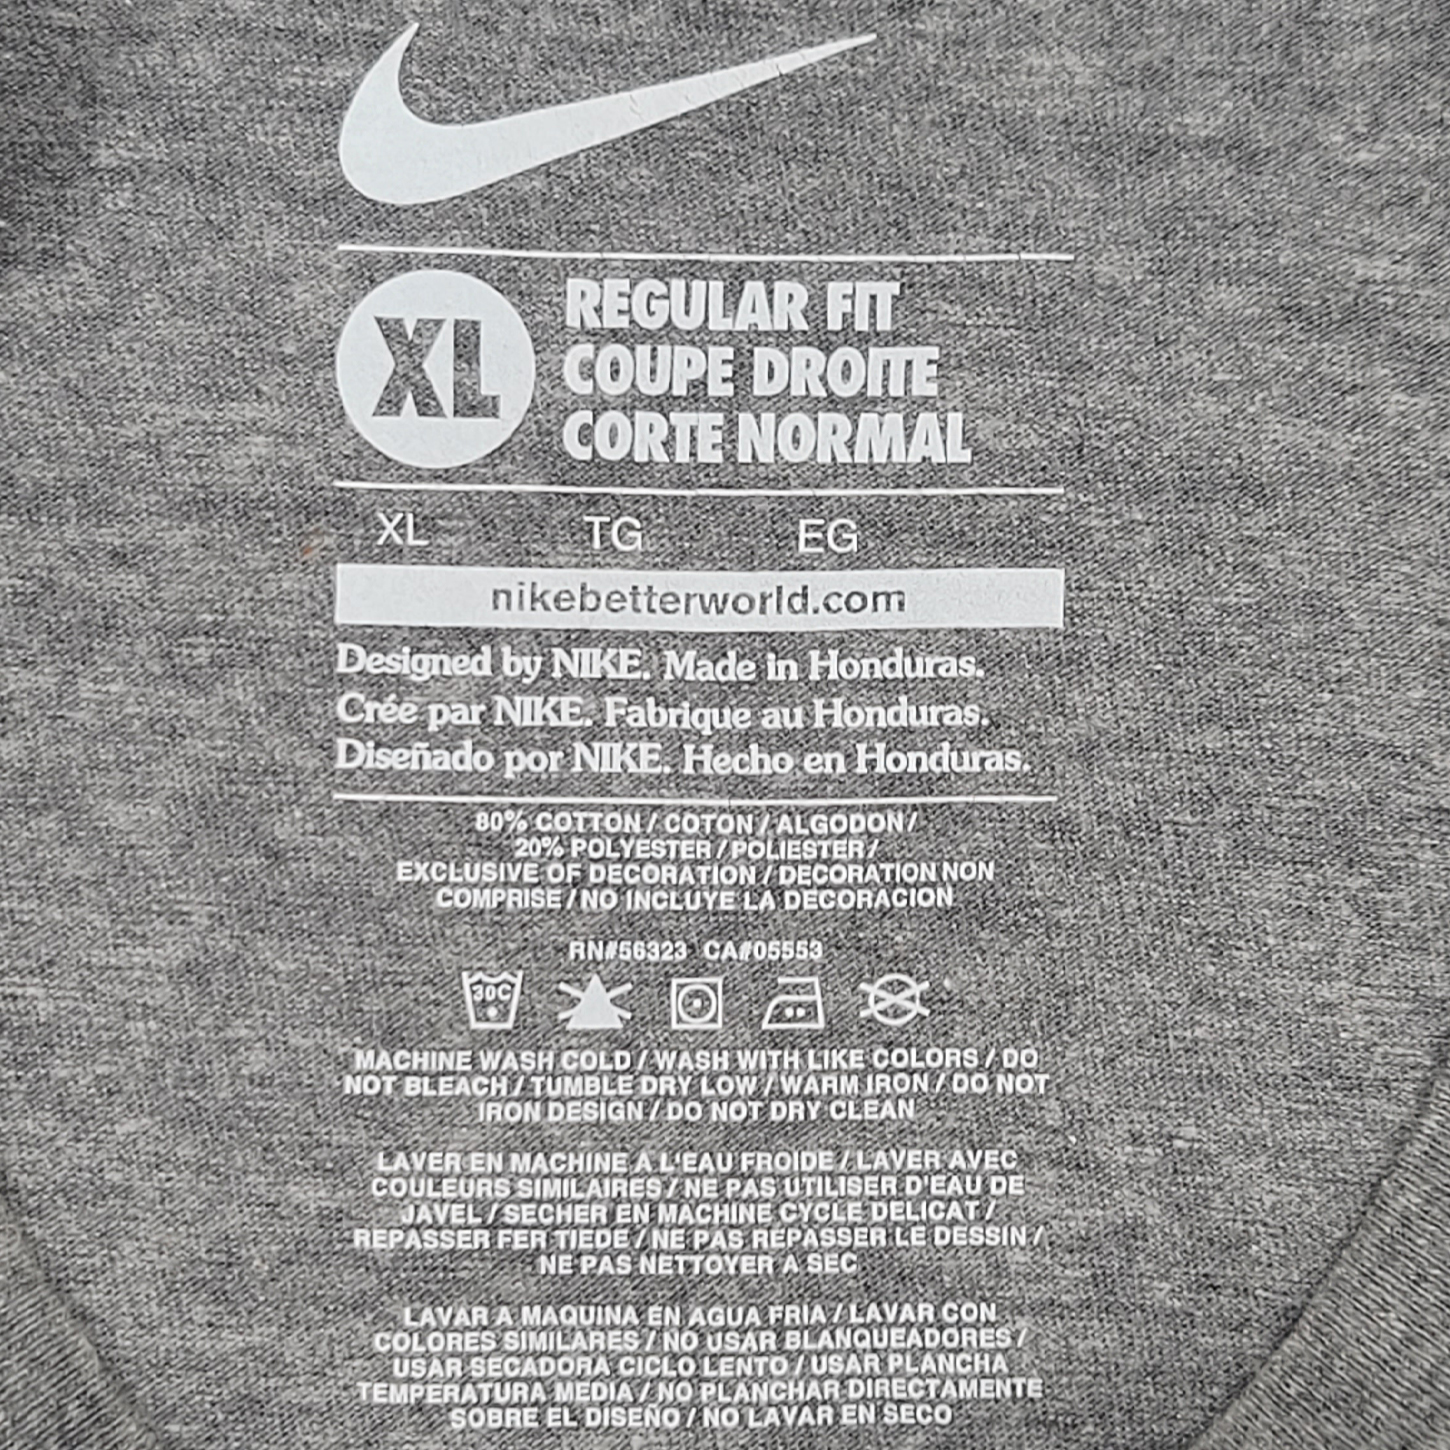 XL
REGULAR FIT
COUPE DROITE
CORTE NORMAL
XL TG EG
nikebetterworld.com
Designed by NIKE. Made in Honduras.
Crée par NIKE. Fabrique au Honduras.
Diseñado por NIKE. Hecho en Honduras.
80% COTTON / COTON / ALGODON /
20% POLYESTER / POLIESTER /
EXCLUSIVE OF DECORATION / DECORATION NON
COMPRISE / NO INCLUYE LA DECORACION
RN#56323 CA#05553
30C
MACHINE WASH COLD / WASH WITH LIKE COLORS / DO
NOT BLEACH / TUMBLE DRY LOW / WARM IRON / DO NOT
IRON DESIGN / DO NOT DRY CLEAN
LAVER EN MACHINE A L'EAU FROIDE / LAVER AVEC
COULEURS SIMILAIRES / NE PAS UTILISER D'EAU DE
JAVEL / SECHER EN MACHINE CYCLE DELICAT /
REPASSER FER TIEDE / NE PAS REPASSER LE DESSIN /
NE PAS NETTOYER A SEC
LAVAR A MAQUINA EN AGUA FRIA / LAVAR CON
COLORES SIMILARES / NO USAR BLANQUEADORES /
USAR SECADORA CICLO LENTO / USAR PLANCHA
TEMPERATURA MEDIA / NO PLANCHAR DIRECTAMENTE
SOBRE EL DISEÑO / NO LAVAR EN SECO